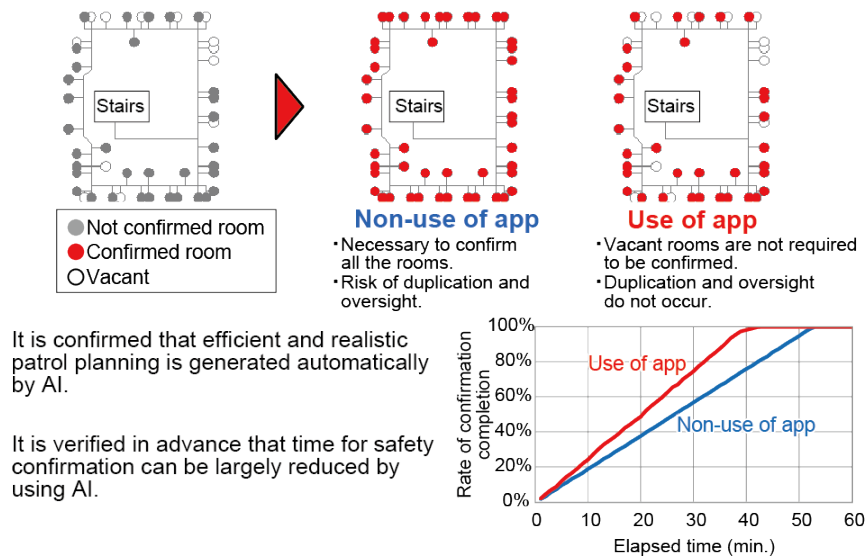 Stairs
Stairs
Stairs
Not confirmed room
Confirmed room
Vacant
Non-use of app
・Necessary to confirm
all the rooms.
・Risk of duplication and
oversight.
Use of app
・Vacant rooms are not required
to be confirmed.
・Duplication and oversight
do not occur.
It is confirmed that efficient and realistic
patrol planning is generated automatically
by AI.
It is verified in advance that time for safety
confirmation can be largely reduced by
using AI.
Rate of confirmation
completion
100%
80%
60%
40%
20%
0%
Use of app
Non-use of app
0
10
20
30
40
50
60
Elapsed time (min.)